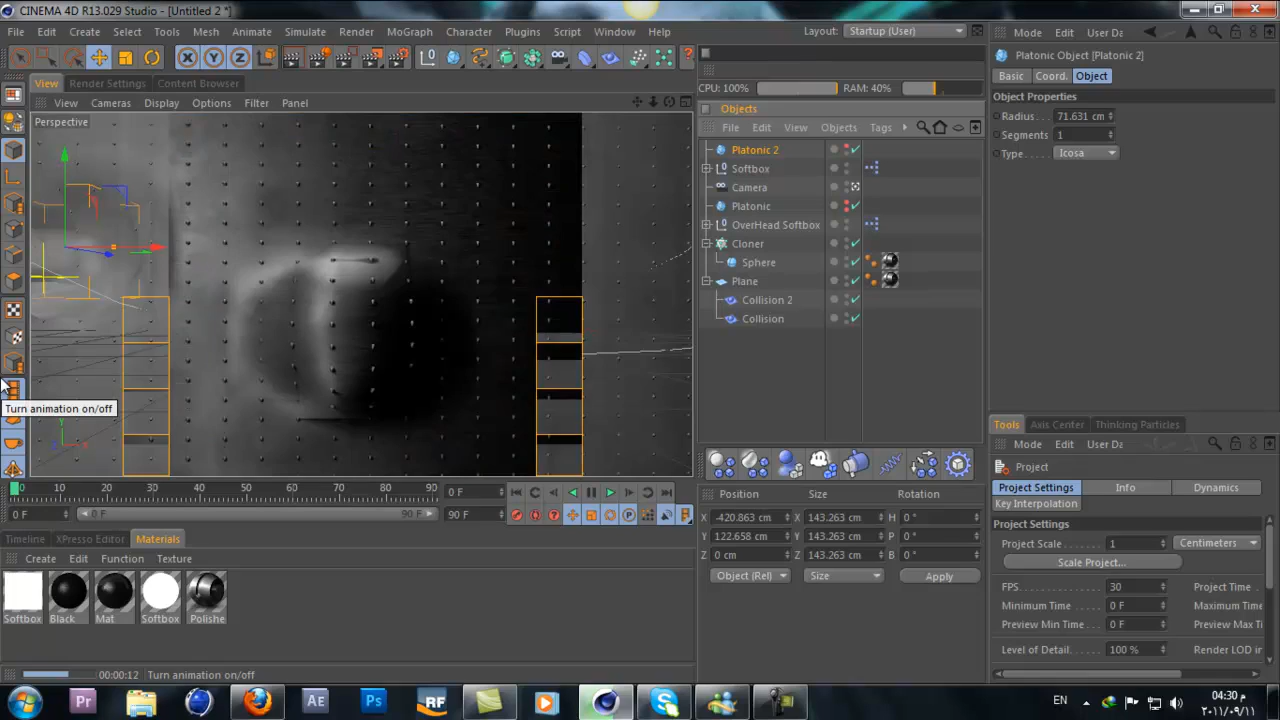 CINEMA 4D R13.029 Studio - [Untitled 2 *]
File Edit Create Select Tools Mesh Animate Simulate Render MoGraph Character Plugins Script Window Help
Layout: Startup (User)
X Y Z
View Render Settings Content Browser
View Cameras Display Options Filter Panel
Perspective
Turn animation on/off
Y
0 10 20 30 40 50 60 70 80 90
0 F
0 F 0 F 90 F 90 F
Timeline XPresso Editor Materials
Create Edit Function Texture
Softbox Black Mat Softbox Polishe
00:00:12 Turn animation on/off
CPU: 100% RAM: 40%
Objects
File Edit View Objects Tags
Platonic 2
Softbox
Camera
Platonic
OverHead Softbox
Cloner
Sphere
Plane
Collision 2
Collision
Position Size Rotation
X -420.863 cm X 143.263 cm H 0 °
Y 122.658 cm Y 143.263 cm P 0 °
Z 0 cm Z 143.263 cm B 0 °
Object (Rel) Size Apply
Mode Edit User Da
Platonic Object [Platonic 2]
Basic Coord. Object
Object Properties
Radius 71.631 cm
Segments 1
Type Icosa
Tools Axis Center Thinking Particles
Mode Edit User Da
Project
Project Settings Info Dynamics
Key Interpolation
Project Settings
Project Scale 1 Centimeters
Scale Project...
FPS 30 Project Time
Minimum Time 0 F Maximum Time
Preview Min Time 0 F Preview Max T
Level of Detail 100 % Render LOD in
Pr Ae Ps RF
EN
م 04:30
٢٠١١/٠٩/١١